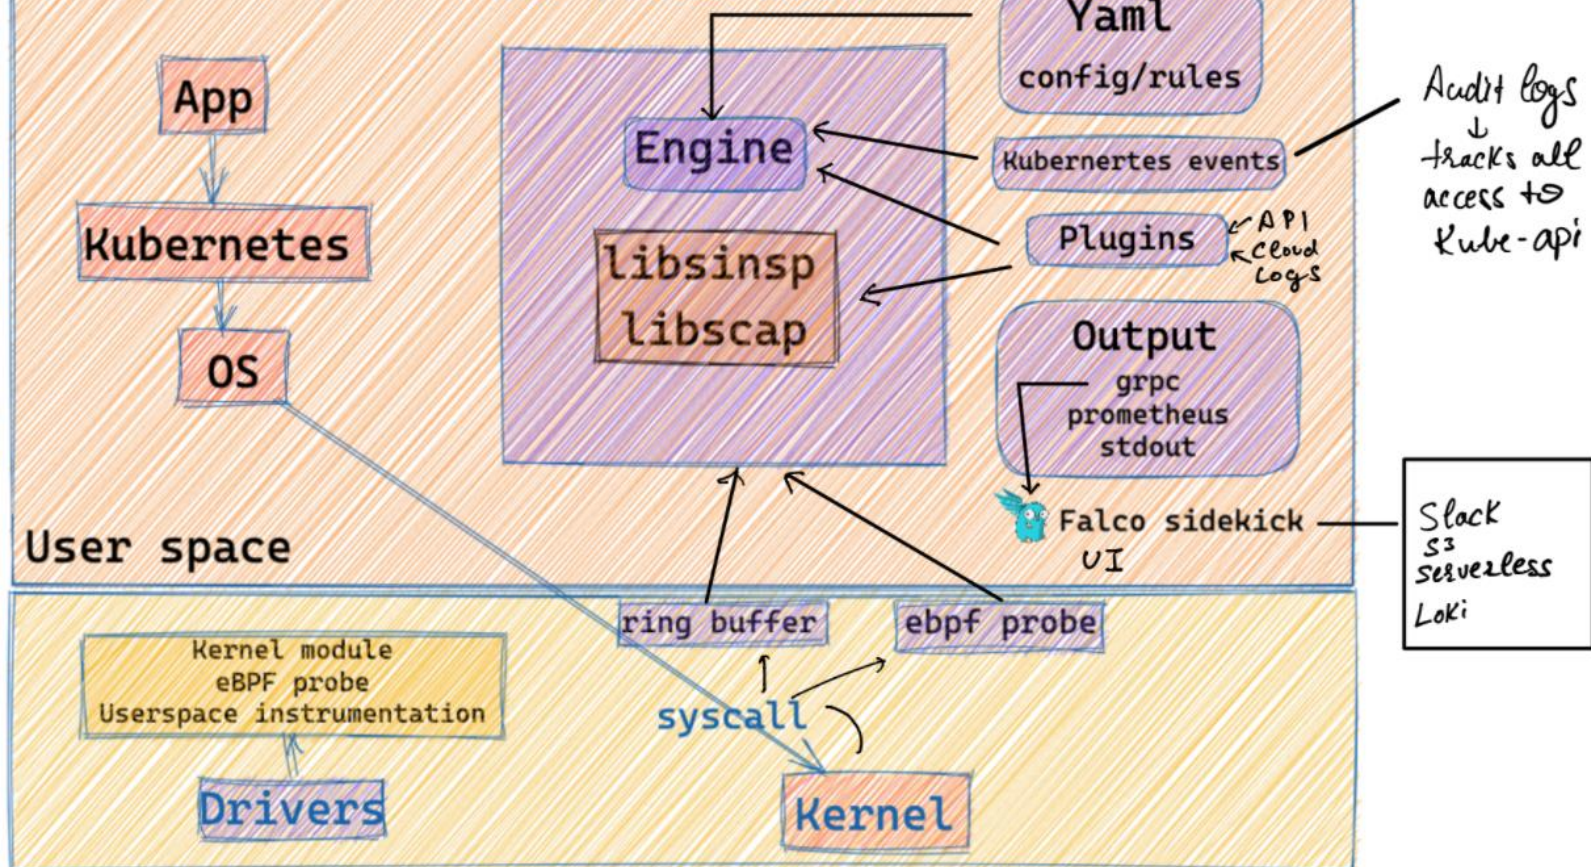 Yaml
config/rules
App
Engine
Kubernertes events
Audit logs
tracks all
access to
Kube-api
Kubernetes
Plugins
API
Cloud
Logs
libsinsp
libscap
OS
Output
grpc
prometheus
stdout
Falco sidekick
UI
Slack
S3
serverless
Loki
User space
ring buffer
ebpf probe
Kernel module
eBPF probe
Userspace instrumentation
syscall
Drivers
Kernel